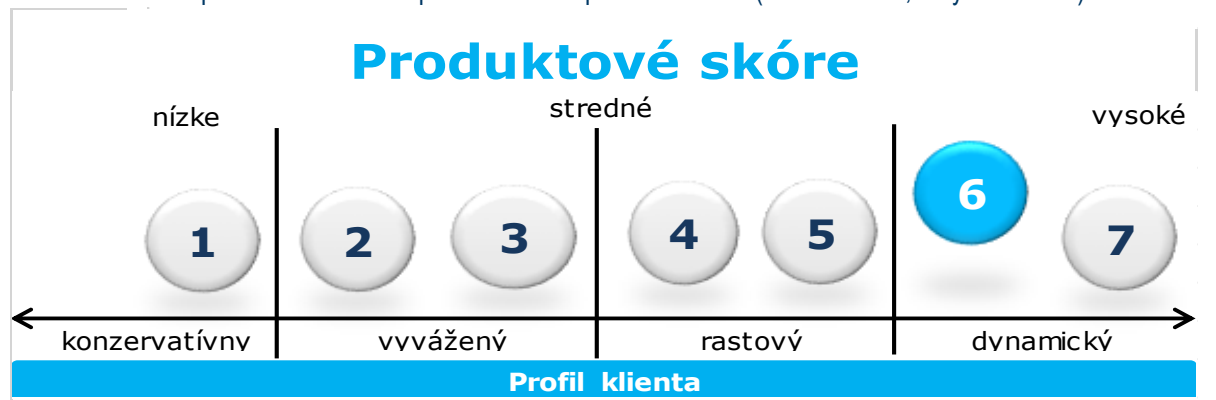 Produktové skóre
nízke stredné vysoké
1 2 3 4 5 6 7
konzervatívny vyvážený rastový dynamický
Profil klienta